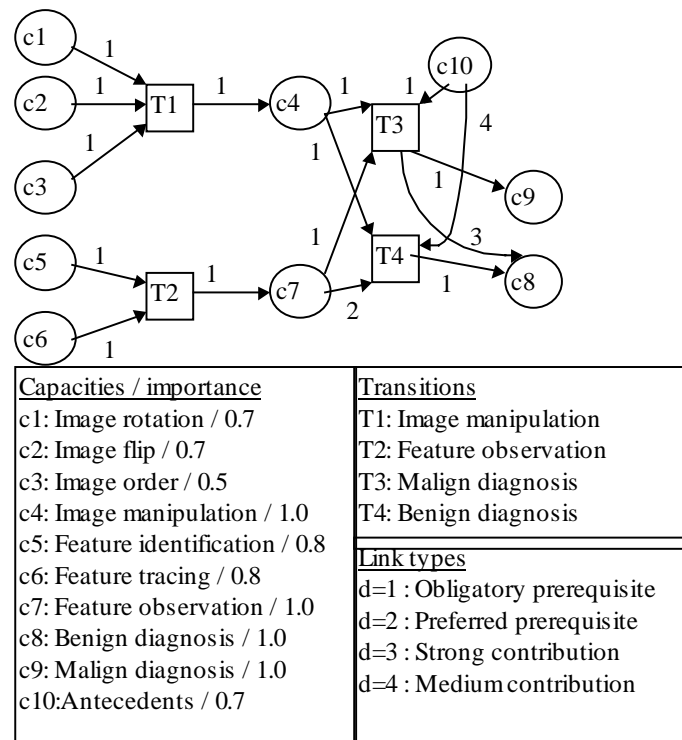 c1
1
c2
1
T1
1
c3
1
c4
1
T3
1
c10
4
1
1
c9
1
3
c5
1
T2
1
c7
2
T4
1
c8
c6
1
Capacities / importance
c1: Image rotation / 0.7
c2: Image flip / 0.7
c3: Image order / 0.5
c4: Image manipulation / 1.0
c5: Feature identification / 0.8
c6: Feature tracing / 0.8
c7: Feature observation / 1.0
c8: Benign diagnosis / 1.0
c9: Malign diagnosis / 1.0
c10:Antecedents / 0.7
Transitions
T1: Image manipulation
T2: Feature observation
T3: Malign diagnosis
T4: Benign diagnosis
Link types
d=1 : Obligatory prerequisite
d=2 : Preferred prerequisite
d=3 : Strong contribution
d=4 : Medium contribution